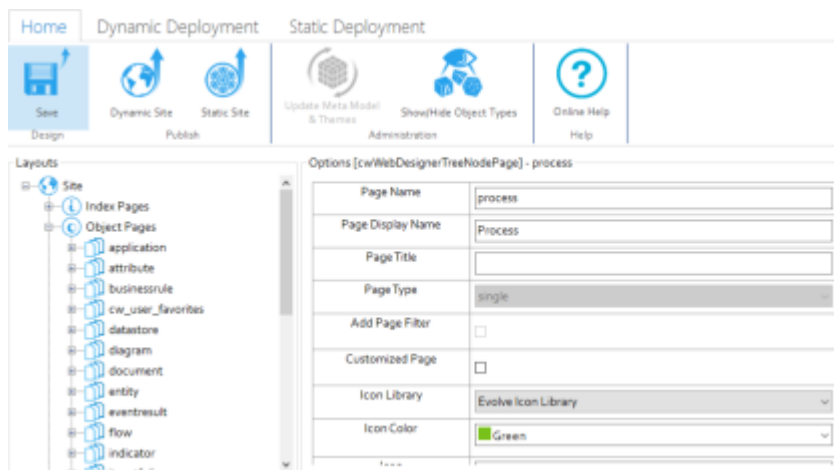 Home Dynamic Deployment Static Deployment
Save Dynamic Site Static Site Update Meta Model & Themes Show/Hide Object Types Online Help
Design Publish Administration Help
Layouts
Site
Index Pages
Object Pages
application
attribute
businessrule
cw_user_favorites
datastore
diagram
document
entity
eventresult
flow
indicator
Options [cwWebDesignerTreeNodePage] - process
Page Name process
Page Display Name Process
Page Title
Page Type single
Add Page Filter
Customized Page
Icon Library Evolve Icon Library
Icon Color Green